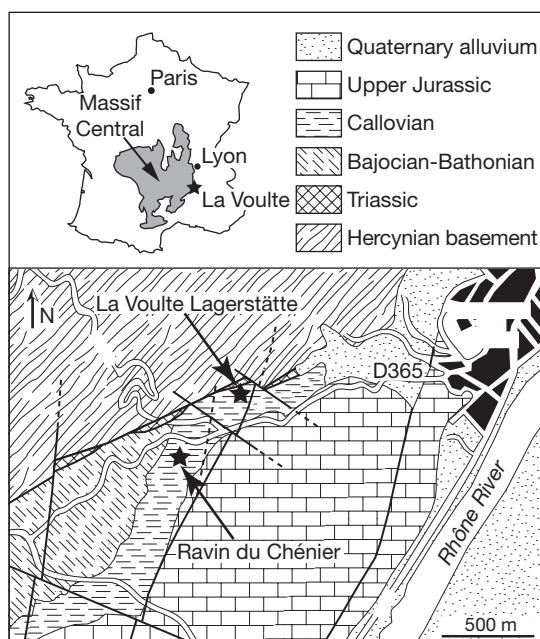 Paris
Massif
Central
Lyon
La Voulte
Quaternary alluvium
Upper Jurassic
Callovian
Bajocian-Bathonian
Triassic
Hercynian basement
La Voulte Lagerstätte
N
D365
Ravin du Chénier
Rhône River
500 m